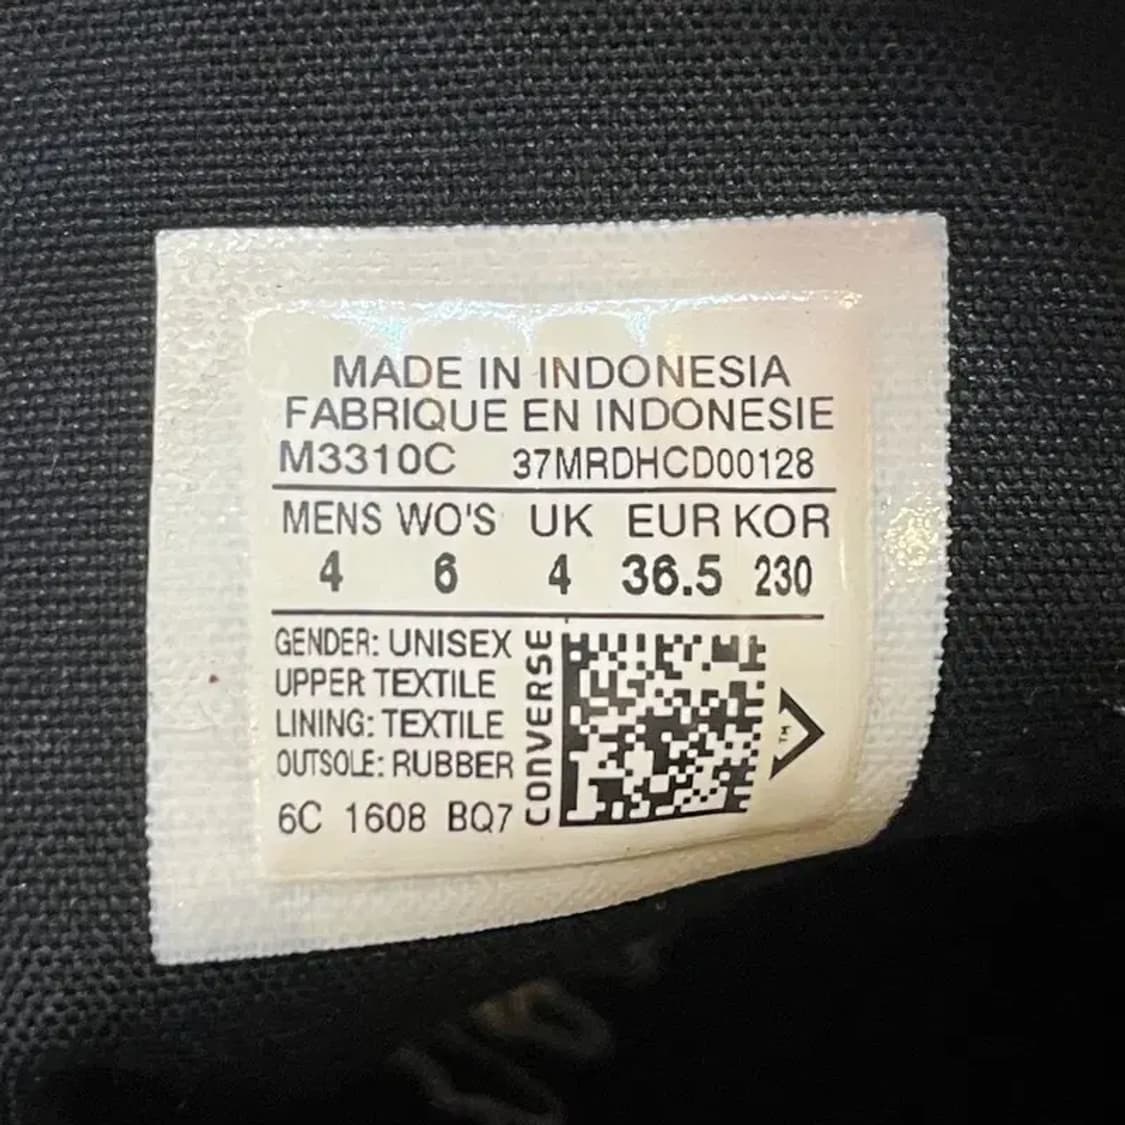 MADE IN INDONESIA
FABRIQUE EN INDONESIE
M3310C 37MRDHCD00128
MENS WO'S UK EUR KOR
4 6 4 36.5 230
GENDER: UNISEX
UPPER TEXTILE
LINING: TEXTILE
OUTSOLE: RUBBER
6C 1608 BQ7
CONVERSE
TM